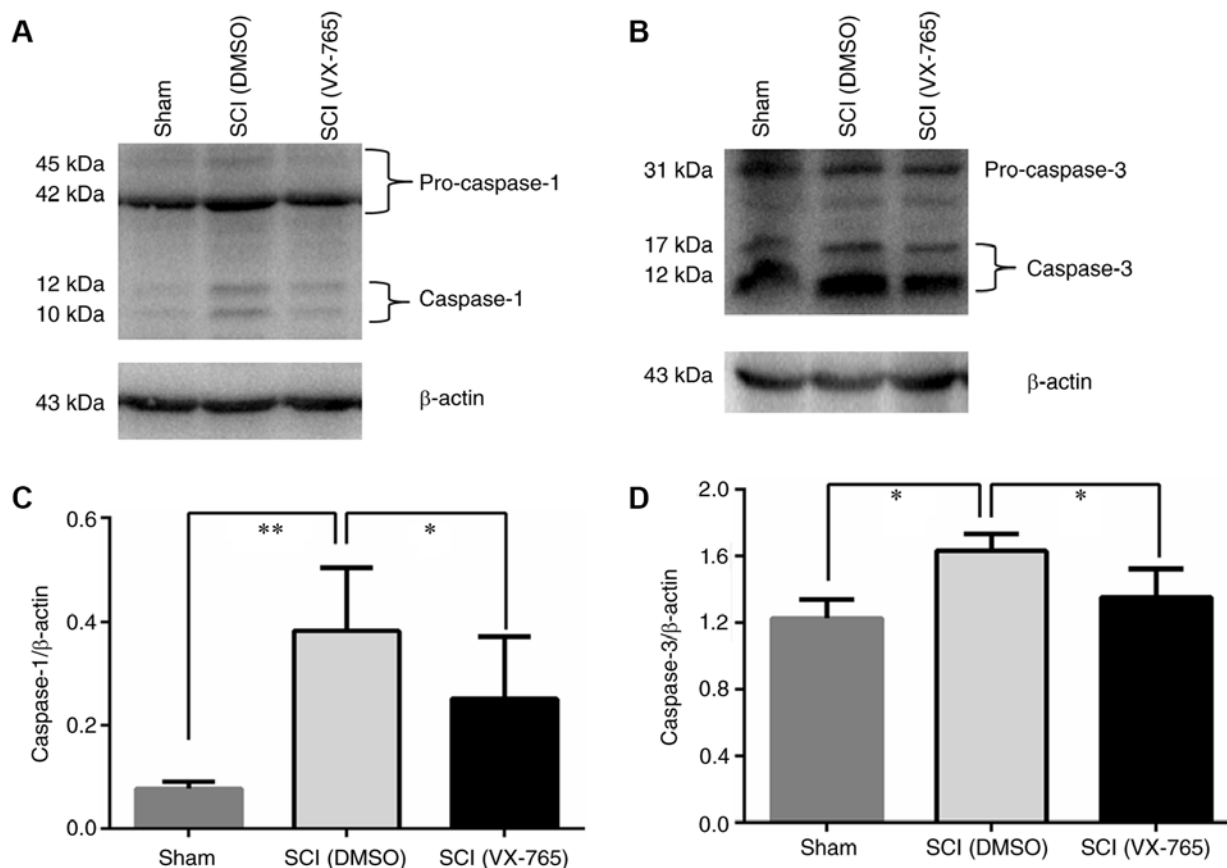 A
Sham
SCI (DMSO)
SCI (VX-765)
45 kDa
42 kDa
Pro-caspase-1
12 kDa
10 kDa
Caspase-1
43 kDa
β-actin
B
Sham
SCI (DMSO)
SCI (VX-765)
31 kDa
Pro-caspase-3
17 kDa
12 kDa
Caspase-3
43 kDa
β-actin
C
Caspase-1/β-actin
0.6
0.4
0.2
0.0
**
*
Sham
SCI (DMSO)
SCI (VX-765)
D
Caspase-3/β-actin
2.0
1.6
1.2
0.8
0.4
0.0
*
*
Sham
SCI (DMSO)
SCI (VX-765)